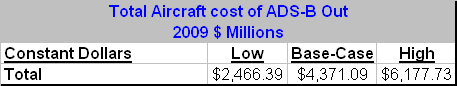 Total Aircraft cost of ADS-B Out
2009 $ Millions
Constant Dollars Low Base-Case High
Total $2,466.39 $4,371.09 $6,177.73